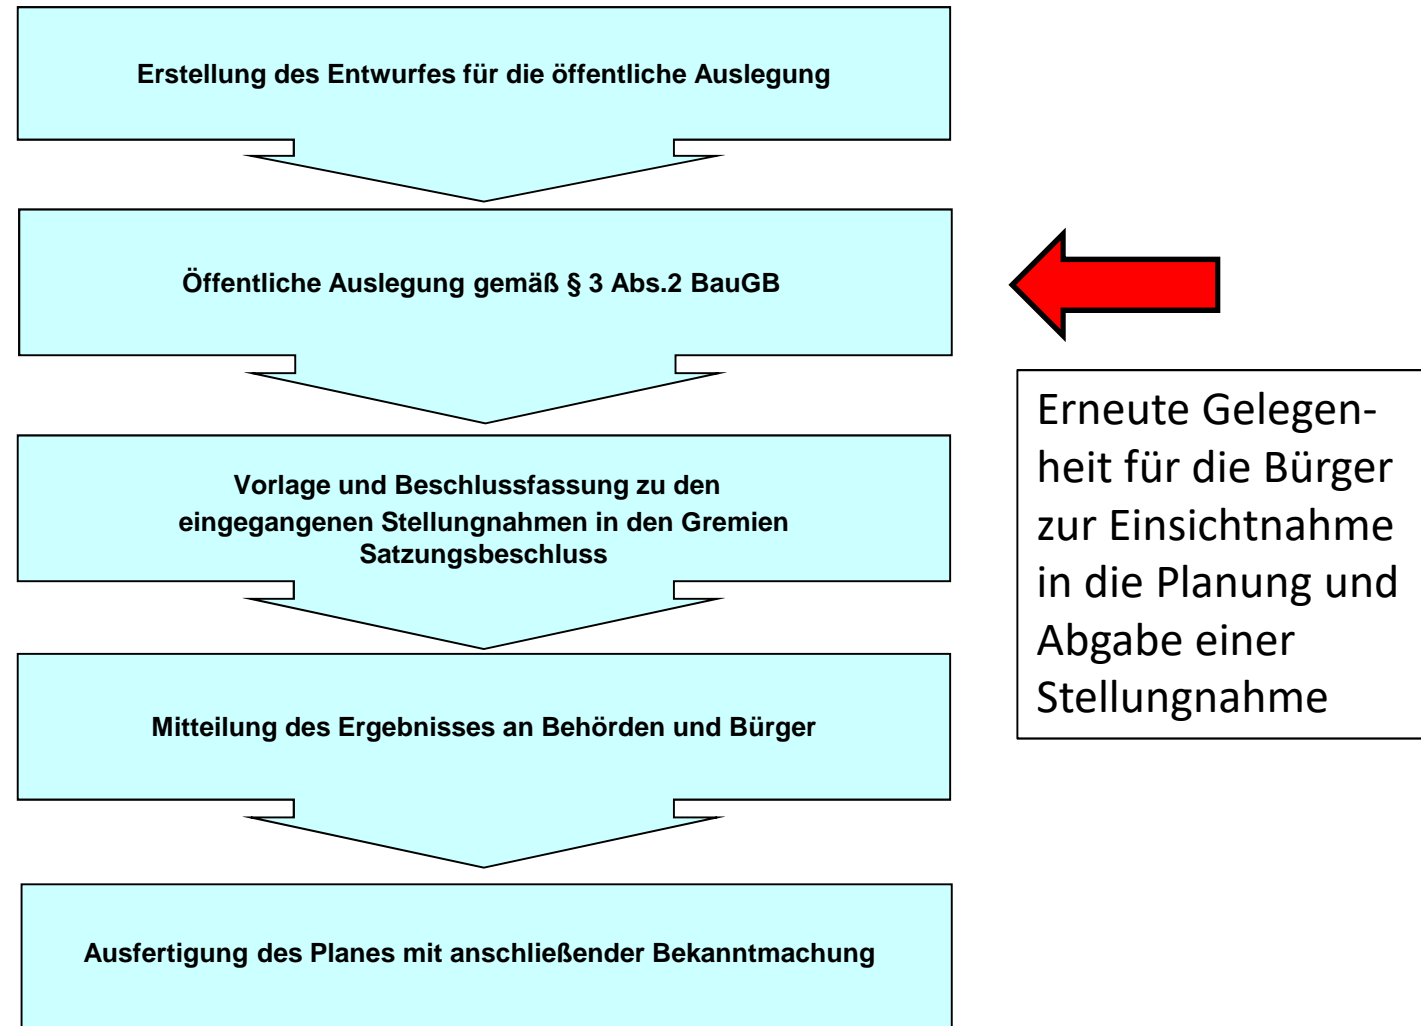 Erstellung des Entwurfes für die öffentliche Auslegung
Öffentliche Auslegung gemäß § 3 Abs.2 BauGB
Erneute Gelegen-
heit für die Bürger
zur Einsichtnahme
in die Planung und
Abgabe einer
Stellungnahme
Vorlage und Beschlussfassung zu den
eingegangenen Stellungnahmen in den Gremien
Satzungsbeschluss
Mitteilung des Ergebnisses an Behörden und Bürger
Ausfertigung des Planes mit anschließender Bekanntmachung